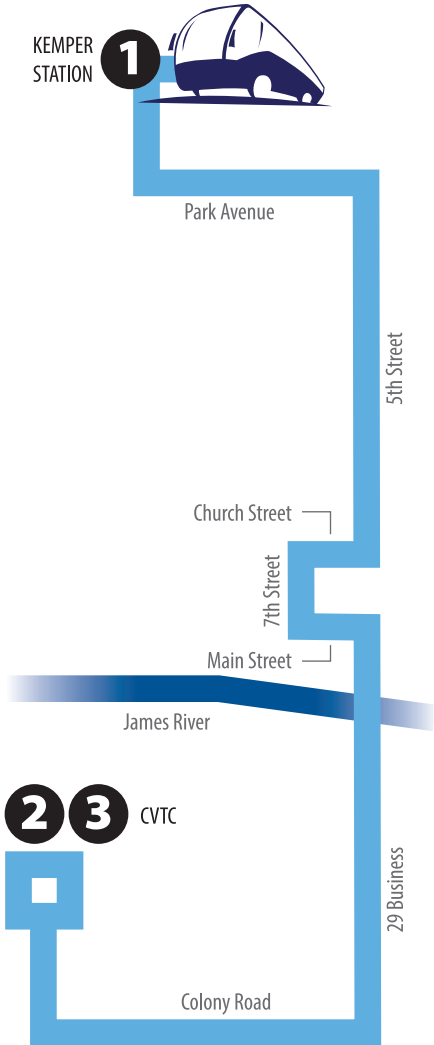 KEMPER
STATION
1
Park Avenue
5th Street
Church Street
7th Street
Main Street
James River
2 3 CVTC
29 Business
Colony Road